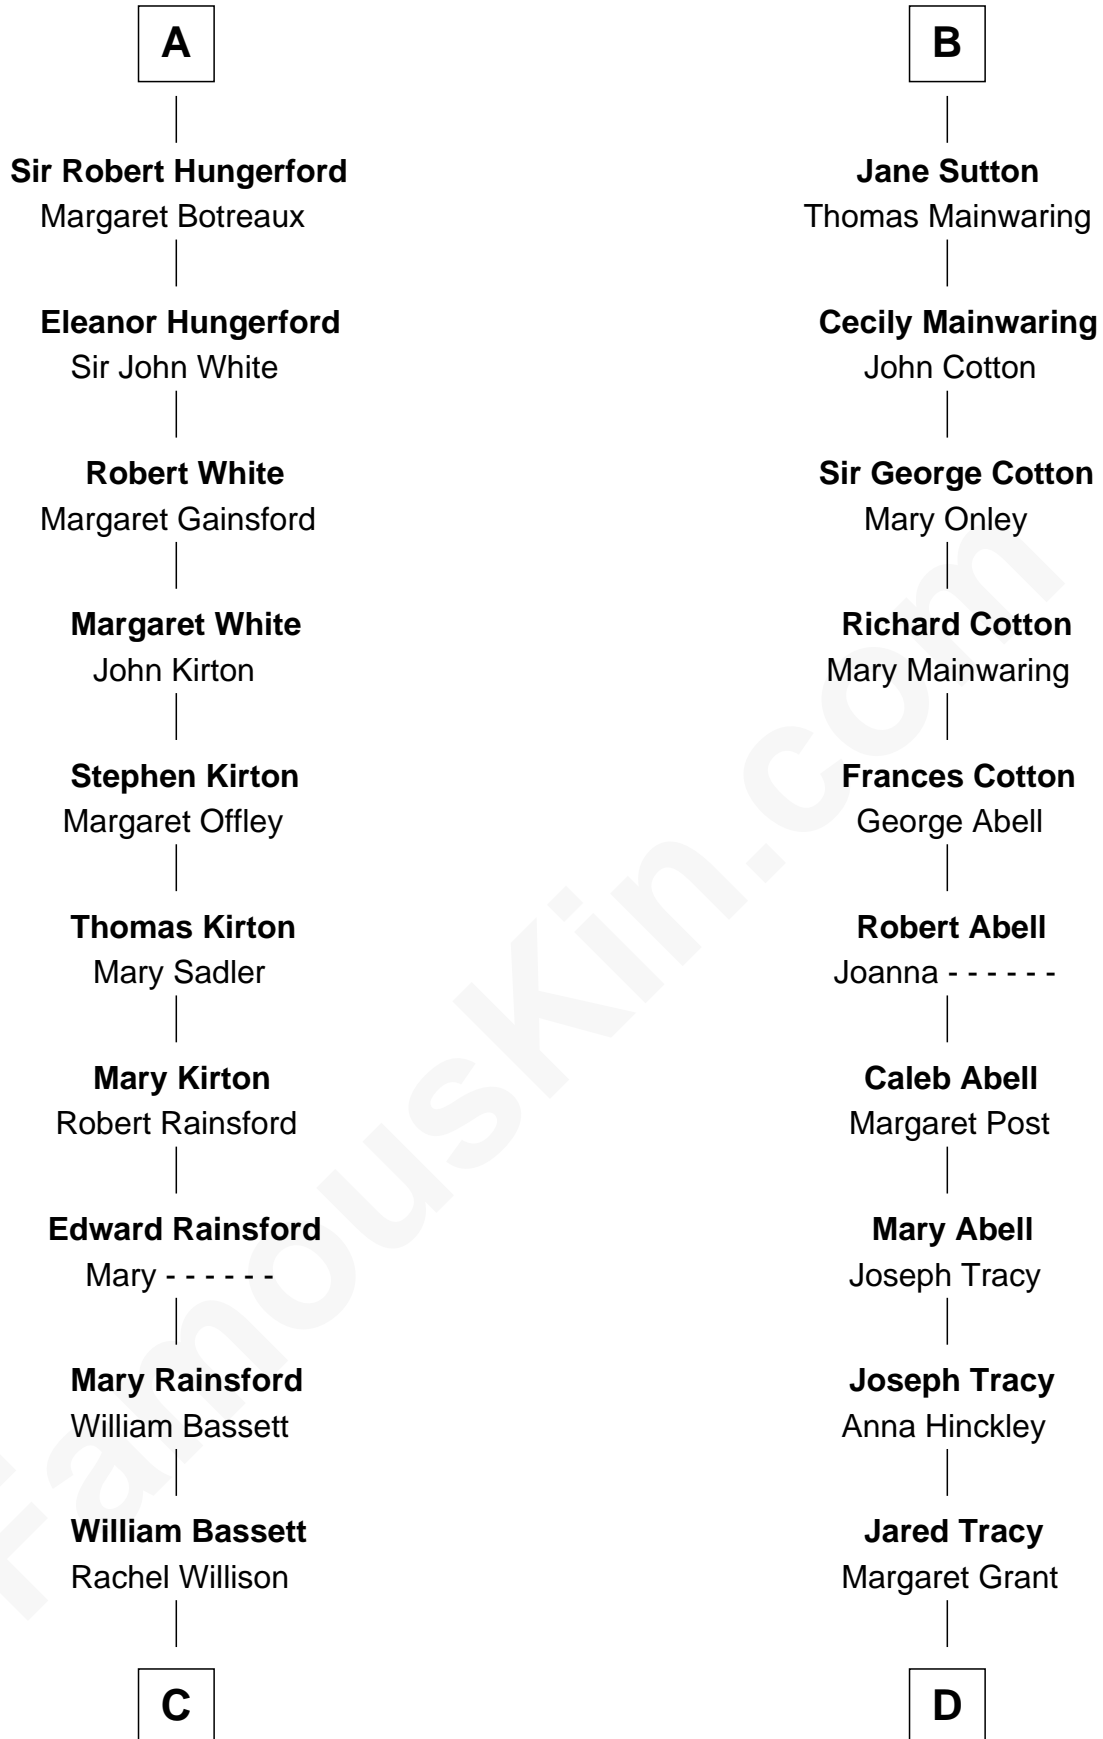 A
Sir Robert Hungerford
Margaret Botreaux
Eleanor Hungerford
Sir John White
Robert White
Margaret Gainsford
Margaret White
John Kirton
Stephen Kirton
Margaret Offley
Thomas Kirton
Mary Sadler
Mary Kirton
Robert Rainsford
Edward Rainsford
Mary - - - - - -
Mary Rainsford
William Bassett
William Bassett
Rachel Willison
C
B
Jane Sutton
Thomas Mainwaring
Cecily Mainwaring
John Cotton
Sir George Cotton
Mary Onley
Richard Cotton
Mary Mainwaring
Frances Cotton
George Abell
Robert Abell
Joanna - - - - - -
Caleb Abell
Margaret Post
Mary Abell
Joseph Tracy
Joseph Tracy
Anna Hinckley
Jared Tracy
Margaret Grant
D
FamousKin.com